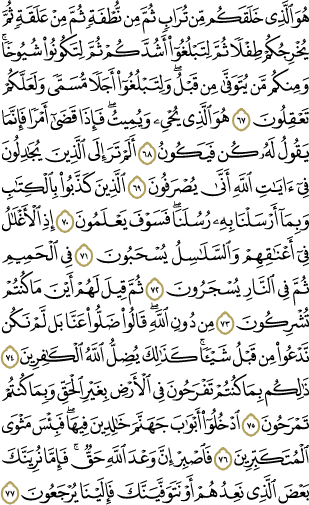 هُوَ ٱلَّذِى خَلَقَكُم مِّن تُرَابٍ ثُمَّ مِن نُّطْفَةٍ ثُمَّ مِنْ عَلَقَةٍ ثُمَّ
يُخْرِجُكُمْ طِفْلًا ثُمَّ لِتَبْلُغُوٓا۟ أَشُدَّكُمْ ثُمَّ لِتَكُونُوا۟ شُيُوخًا ۚ
وَمِنكُم مَّن يُتَوَفَّىٰ مِن قَبْلُ ۖ وَلِتَبْلُغُوٓا۟ أَجَلًا مُّسَمًّى وَلَعَلَّكُمْ
تَعْقِلُونَ ٦٧ هُوَ ٱلَّذِى يُحْىِۦ وَيُمِيتُ ۖ فَإِذَا قَضَىٰٓ أَمْرًا فَإِنَّمَا
يَقُولُ لَهُۥ كُن فَيَكُونُ ٦٨ أَلَمْ تَرَ إِلَى ٱلَّذِينَ يُجَـٰدِلُونَ
فِىٓ ءَايَـٰتِ ٱللَّهِ أَنَّىٰ يُصْرَفُونَ ٦٩ ٱلَّذِينَ كَذَّبُوا۟ بِٱلْكِتَـٰبِ
وَبِمَآ أَرْسَلْنَا بِهِۦ رُسُلَنَا ۖ فَسَوْفَ يَعْلَمُونَ ٧٠ إِذِ ٱلْأَغْلَـٰلُ
فِىٓ أَعْنَـٰقِهِمْ وَٱلسَّلَـٰسِلُ يُسْحَبُونَ ٧١ فِى ٱلْحَمِيمِ
ثُمَّ فِى ٱلنَّارِ يُسْجَرُونَ ٧٢ ثُمَّ قِيلَ لَهُمْ أَيْنَ مَا كُنتُمْ
تُشْرِكُونَ ٧٣ مِن دُونِ ٱللَّهِ ۖ قَالُوا۟ ضَلُّوا۟ عَنَّا بَل لَّمْ نَكُن
نَّدْعُوا۟ مِن قَبْلُ شَيْـًٔا ۚ كَذَٰلِكَ يُضِلُّ ٱللَّهُ ٱلْكَـٰفِرِينَ ٧٤
ذَٰلِكُم بِمَا كُنتُمْ تَفْرَحُونَ فِى ٱلْأَرْضِ بِغَيْرِ ٱلْحَقِّ وَبِمَا كُنتُمْ
تَمْرَحُونَ ٧٥ ٱدْخُلُوٓا۟ أَبْوَٰبَ جَهَنَّمَ خَـٰلِدِينَ فِيهَا ۖ فَبِئْسَ مَثْوَى
ٱلْمُتَكَبِّرِينَ ٧٦ فَٱصْبِرْ إِنَّ وَعْدَ ٱللَّهِ حَقٌّ ۚ فَإِمَّا نُرِيَنَّكَ
بَعْضَ ٱلَّذِى نَعِدُهُمْ أَوْ نَتَوَفَّيَنَّكَ فَإِلَيْنَا يُرْجَعُونَ ٧٧